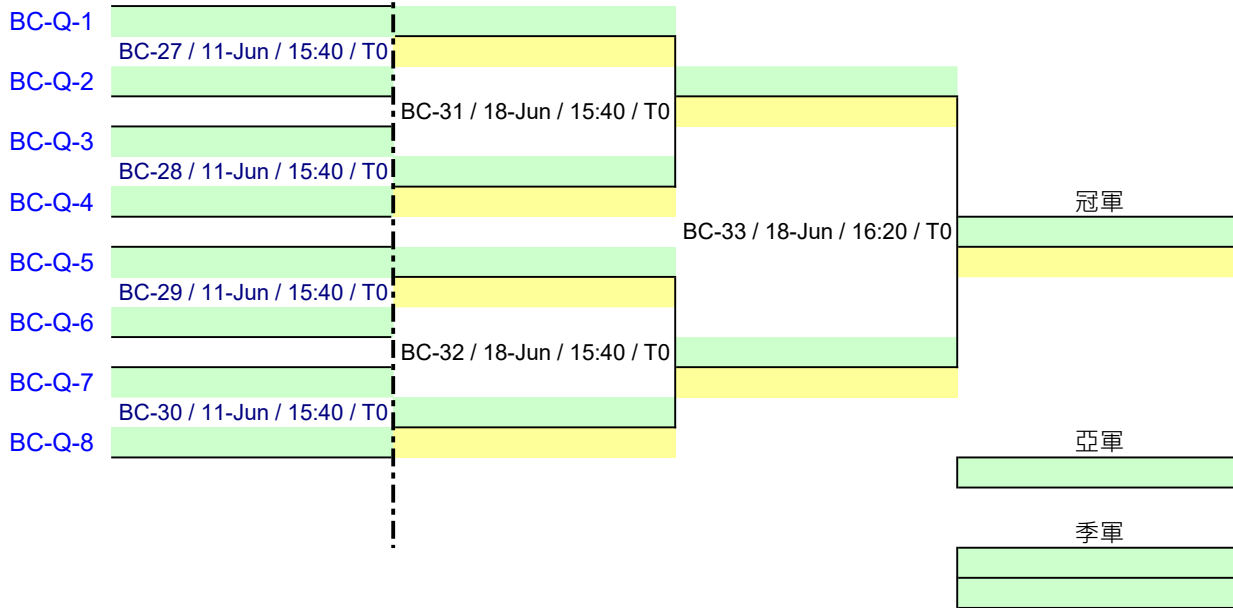 BC-Q-1
BC-27 / 11-Jun / 15:40 / T0
BC-Q-2
BC-31 / 18-Jun / 15:40 / T0
BC-Q-3
BC-28 / 11-Jun / 15:40 / T0
BC-Q-4
冠軍
BC-33 / 18-Jun / 16:20 / T0
BC-Q-5
BC-29 / 11-Jun / 15:40 / T0
BC-Q-6
BC-32 / 18-Jun / 15:40 / T0
BC-Q-7
BC-30 / 11-Jun / 15:40 / T0
BC-Q-8
亞軍
季軍